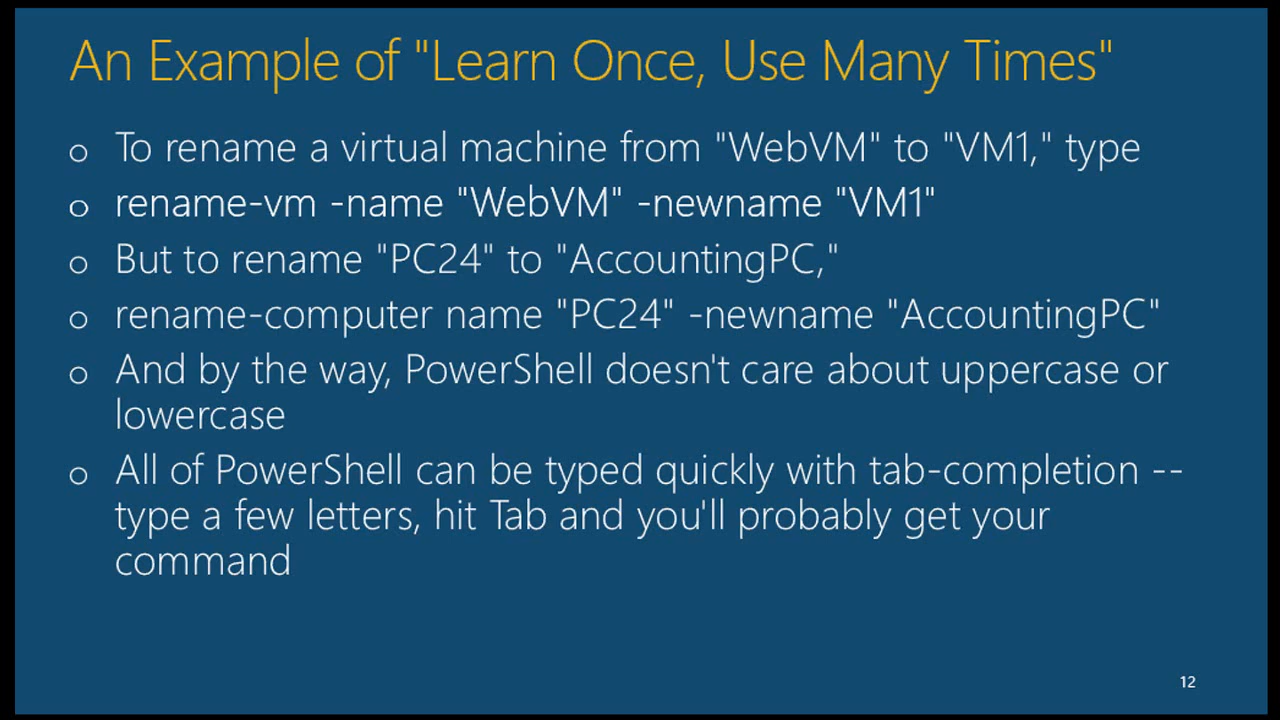 An Example of "Learn Once, Use Many Times"
o To rename a virtual machine from "WebVM" to "VM1," type
o rename-vm -name "WebVM" -newname "VM1"
o But to rename "PC24" to "AccountingPC,"
o rename-computer name "PC24" -newname "AccountingPC"
o And by the way, PowerShell doesn't care about uppercase or
lowercase
o All of PowerShell can be typed quickly with tab-completion --
type a few letters, hit Tab and you'll probably get your
command
12